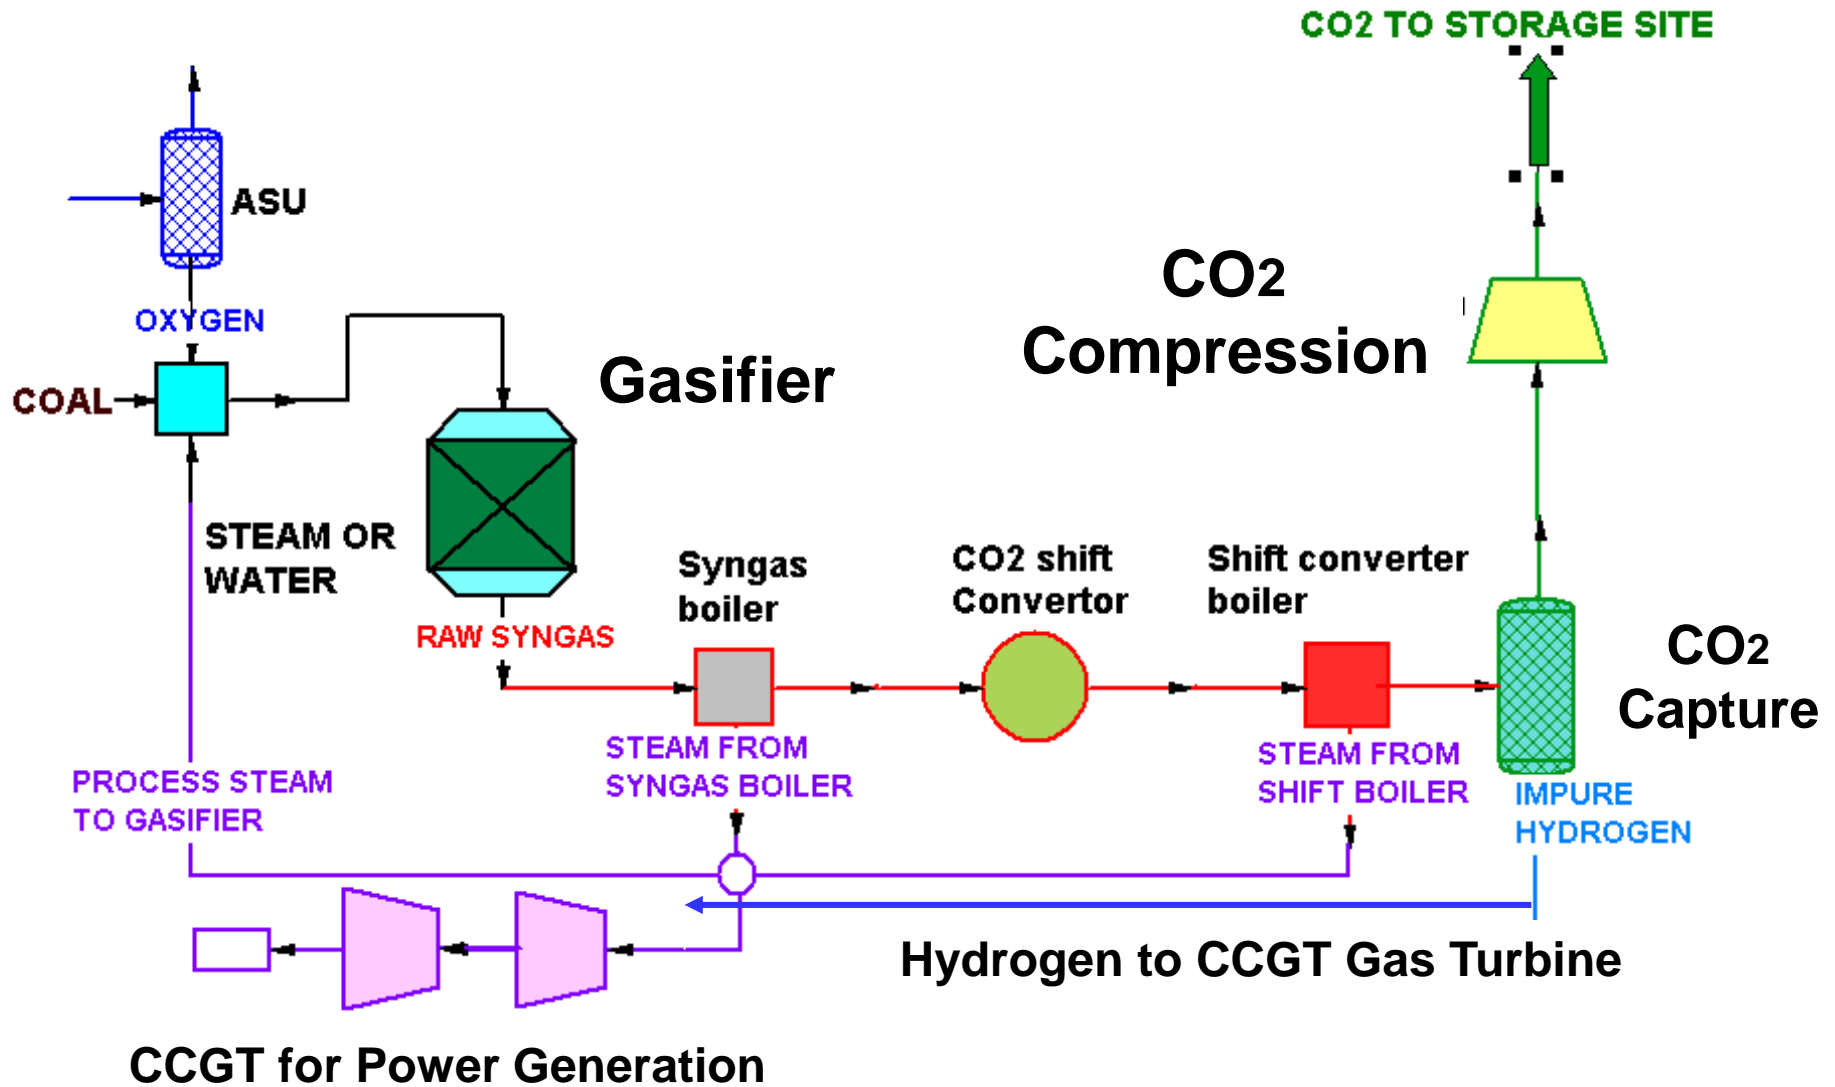 CO2 TO STORAGE SITE
ASU
OXYGEN
COAL
Gasifier
CO2
Compression
STEAM OR
WATER
RAW SYNGAS
Syngas
boiler
CO2 shift
Convertor
Shift converter
boiler
CO2
Capture
STEAM FROM
SYNGAS BOILER
STEAM FROM
SHIFT BOILER
PROCESS STEAM
TO GASIFIER
IMPURE
HYDROGEN
Hydrogen to CCGT Gas Turbine
CCGT for Power Generation